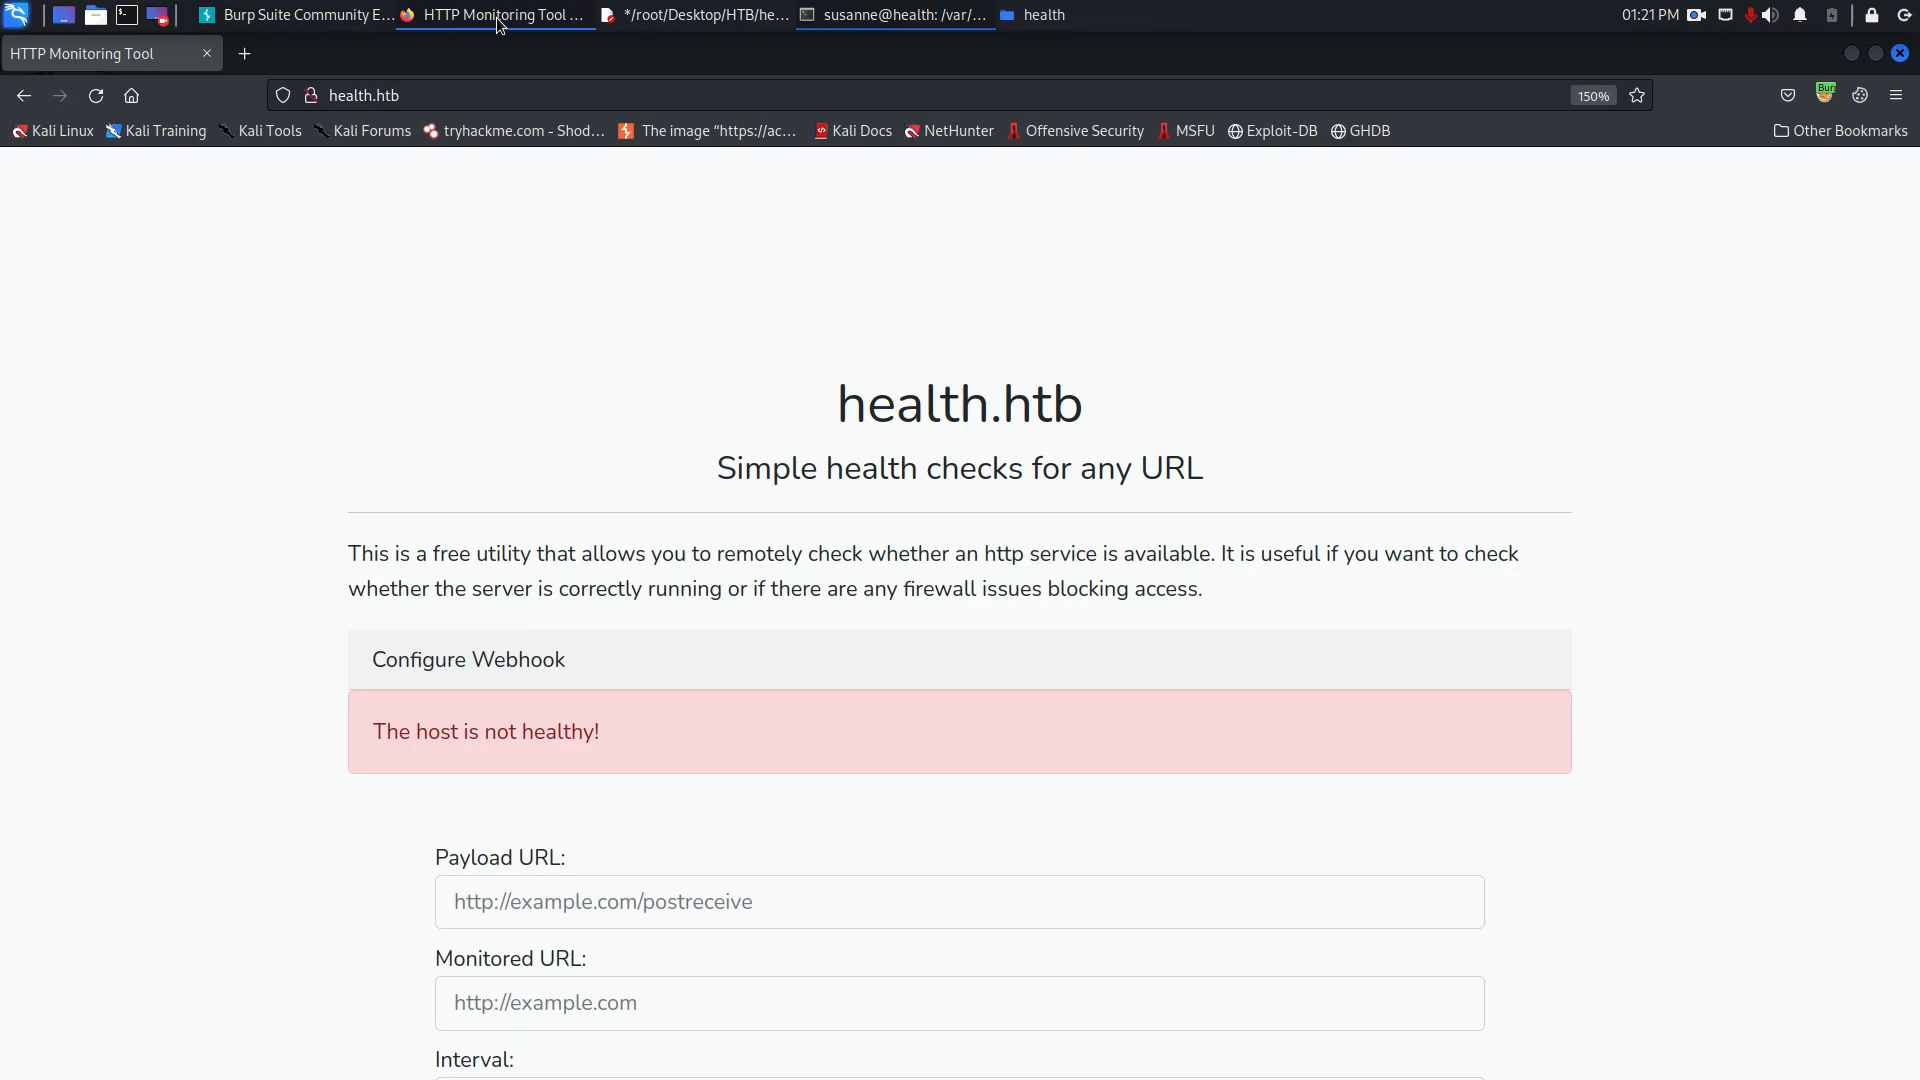 Burp Suite Community E...
HTTP Monitoring Tool ...
*/root/Desktop/HTB/he...
susanne@health: /var/...
health
01:21 PM
HTTP Monitoring Tool
health.htb
150%
Bur
Kali Linux
Kali Training
Kali Tools
Kali Forums
tryhackme.com - Shod...
The image “https://ac...
Kali Docs
NetHunter
Offensive Security
MSFU
Exploit-DB
GHDB
Other Bookmarks
health.htb
Simple health checks for any URL
This is a free utility that allows you to remotely check whether an http service is available. It is useful if you want to check
whether the server is correctly running or if there are any firewall issues blocking access.
Configure Webhook
The host is not healthy!
Payload URL:
http://example.com/postreceive
Monitored URL:
http://example.com
Interval: